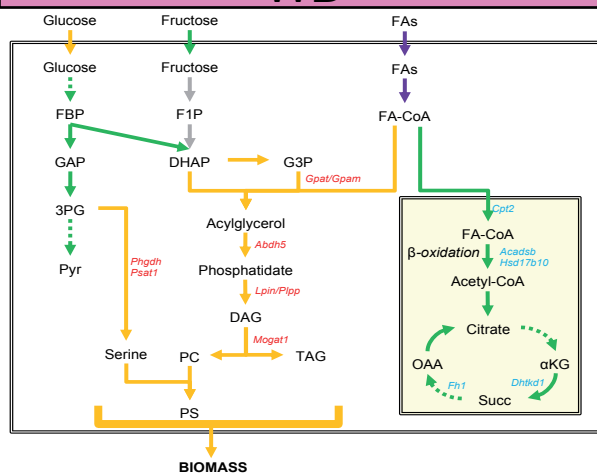 Glucose
Fructose
FAs
Glucose
Fructose
FAs
FBP
F1P
FA-CoA
GAP
DHAP
G3P
Gpat/Gpam
3PG
Cpt2
Acylglycerol
FA-CoA
Abdh5
β-oxidation
Acadsb
Hsd17b10
Pyr
Phgdh
Psat1
Phosphatidate
Acetyl-CoA
Lpin/Plpp
DAG
Citrate
Mogat1
Serine
PC
TAG
OAA
αKG
Fh1
Dhtkd1
Succ
PS
BIOMASS